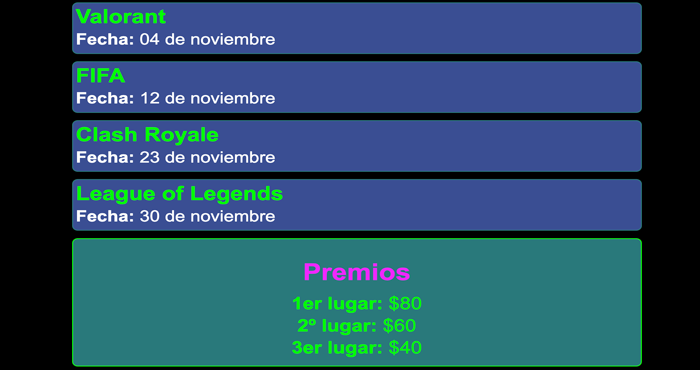 Valorant
Fecha: 04 de noviembre
FIFA
Fecha: 12 de noviembre
Clash Royale
Fecha: 23 de noviembre
League of Legends
Fecha: 30 de noviembre
Premios
1er lugar: $80
2º lugar: $60
3er lugar: $40